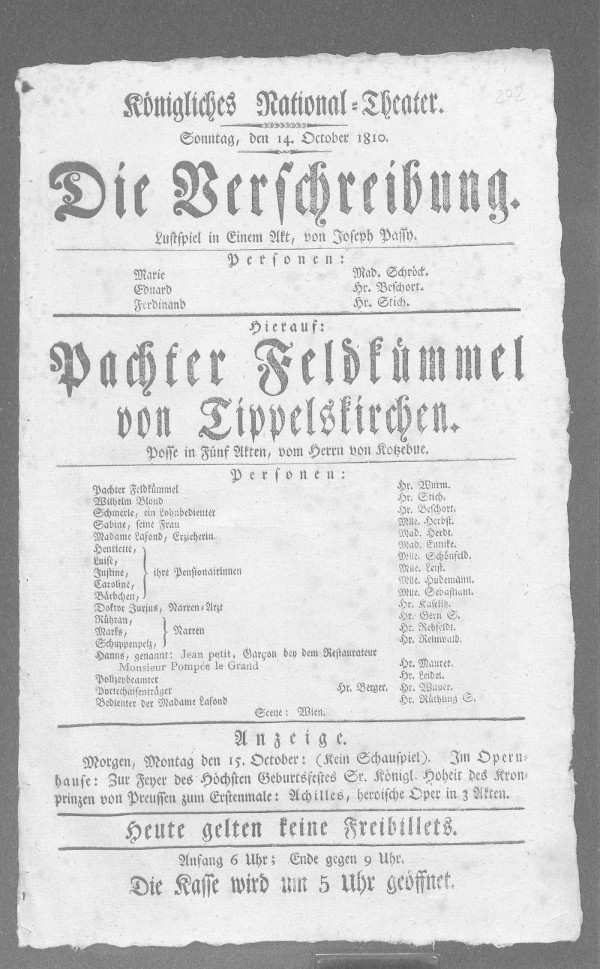 272
Königliches National-Theater.
Sonntag, den 14. October 1810.
Die Verschreibung.
Lustspiel in Einem Akt, von Joseph Passy.
Personen:
Marie Mad. Schröck.
Eduard Hr. Beschort.
Ferdinand Hr. Stich.
Hierauf:
Pachter Feldkümmel
von Tippelskirchen.
Posse in Fünf Akten, vom Herrn von Kotzebue.
Personen:
Pachter Feldkümmel Hr. Wurm.
Wilhelm Blond Hr. Stich.
Schmerle, ein Lohnbedienter Hr. Beschort.
Sabine, seine Frau Mlle. Herbst.
Madame Lafond, Erzieherin Mad. Herdt.
Henriette, Mad. Eunike.
Luise, Mlle. Schönfeld.
Justine, ihre Pensionairinnen Mlle. Leist.
Caroline, Mlle. Hudemann.
Bärbchen, Mlle. Sebastiani.
Doktor Jurjus, Narren-Arzt Hr. Kaselitz.
Rührau, Hr. Gern S.
Marks, Narren Hr. Rebfeldt.
Schuppenpelz, Hr. Reinwald.
Hanns, genannt: Jean petit, Garçon bey dem Restaurateur
Monsieur Pompée le Grand Hr. Maurer.
Polizeybeamter Hr. Leidel.
Portechaisenträger Hr. Berger. Hr. Wauer.
Bedienter der Madame Lafond Hr. Rüthling S.
Scene: Wien.
Anzeige.
Morgen, Montag den 15. October: (Kein Schauspiel). Im Opern-
hause: Zur Feyer des Höchsten Geburtsfestes Sr. Königl. Hoheit des Kron-
prinzen von Preussen zum Erstenmale: Achilles, heroische Oper in 3 Akten.
Heute gelten keine Freibillets.
Anfang 6 Uhr; Ende gegen 9 Uhr.
Die Kasse wird um 5 Uhr geöffnet.